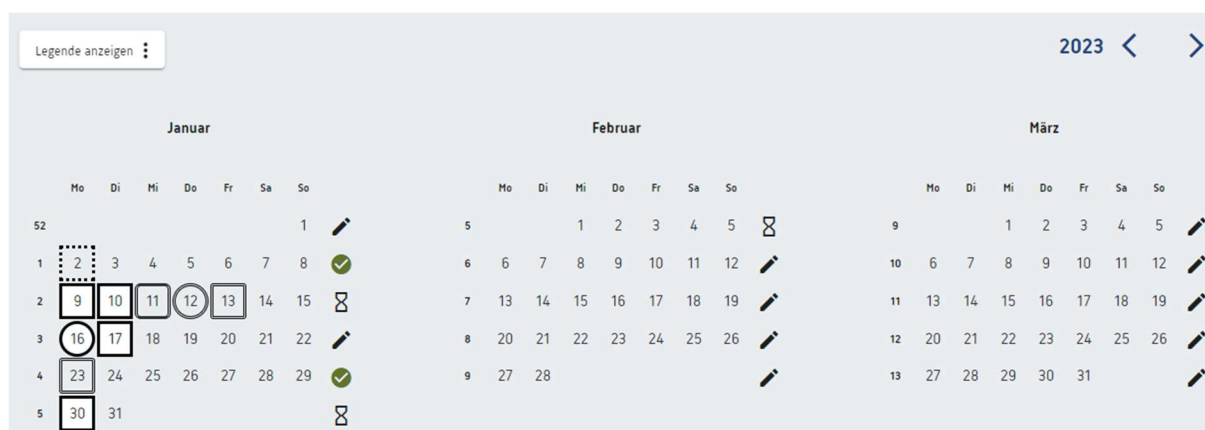 Legende anzeigen
2023
Januar Februar März
Mo Di Mi Do Fr Sa So Mo Di Mi Do Fr Sa So Mo Di Mi Do Fr Sa So
52 1 5 1 2 3 4 5 9 1 2 3 4 5
1 2 3 4 5 6 7 8 6 6 7 8 9 10 11 12 10 6 7 8 9 10 11 12
2 9 10 11 12 13 14 15 7 13 14 15 16 17 18 19 11 13 14 15 16 17 18 19
3 16 17 18 19 20 21 22 8 20 21 22 23 24 25 26 12 20 21 22 23 24 25 26
4 23 24 25 26 27 28 29 9 27 28 13 27 28 29 30 31
5 30 31